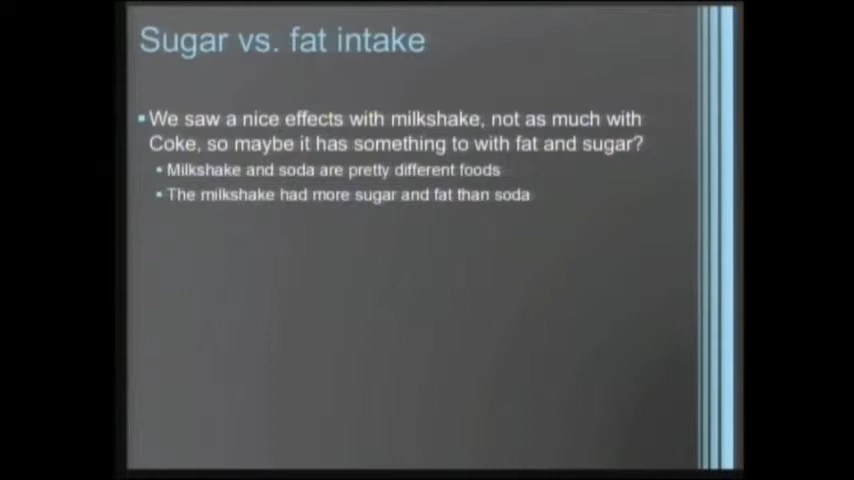 Sugar vs. fat intake
We saw a nice effects with milkshake, not as much with
Coke, so maybe it has something to with fat and sugar?
Milkshake and soda are pretty different foods
The milkshake had more sugar and fat than soda